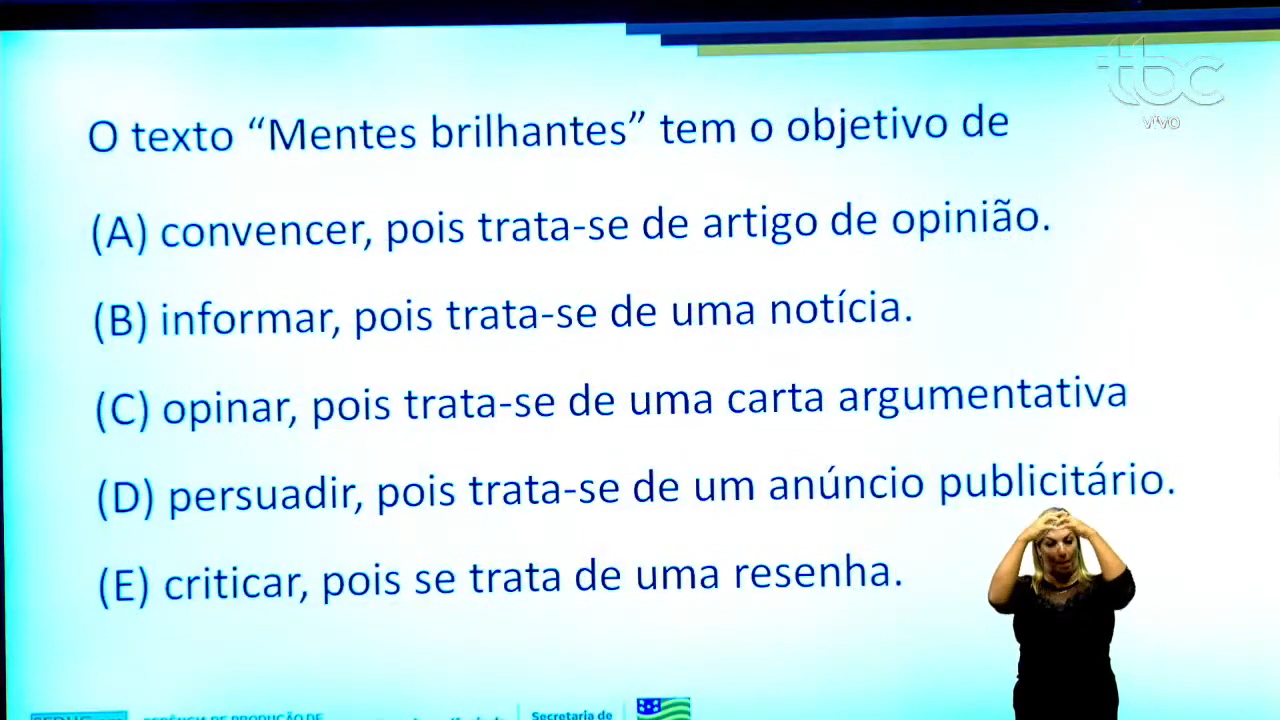 tbc
vivo
O texto “Mentes brilhantes” tem o objetivo de
(A) convencer, pois trata-se de artigo de opinião.
(B) informar, pois trata-se de uma notícia.
(C) opinar, pois trata-se de uma carta argumentativa
(D) persuadir, pois trata-se de um anúncio publicitário.
(E) criticar, pois se trata de uma resenha.
Secretaria de